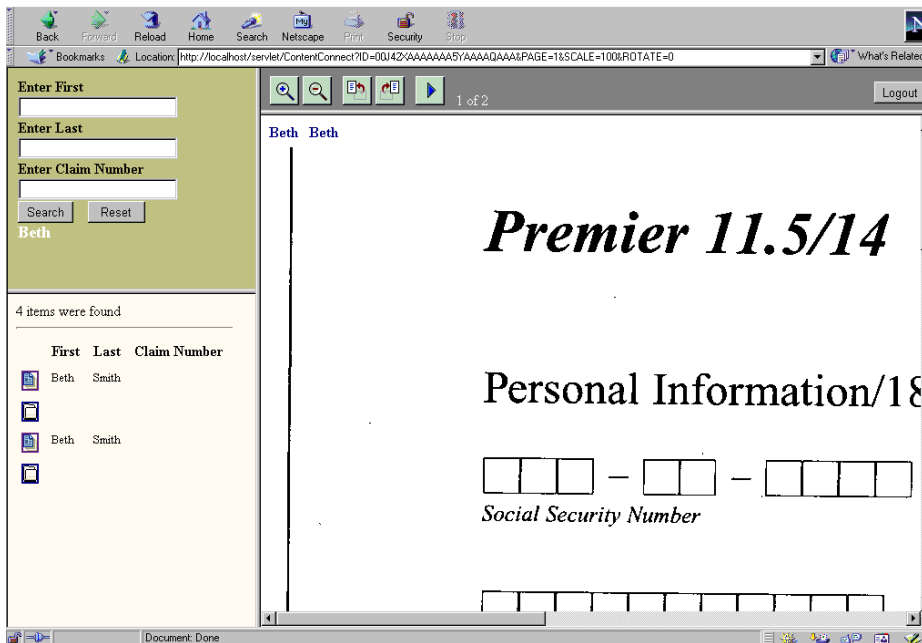 Back Forward Reload Home Search Netscape Print Security Stop
Bookmarks Location: http://localhost/servlet/ContentConnect?ID=00J42XAAAAAAA5YAAAAQAAA&PAGE=1&SCALE=100&ROTATE=0 What's Related
Enter First
Enter Last
Enter Claim Number
Search Reset
Beth
4 items were found
First Last Claim Number
Beth Smith
Beth Smith
1 of 2
Logout
Beth Beth
Premier 11.5/14
Personal Information/18
Social Security Number
Document: Done